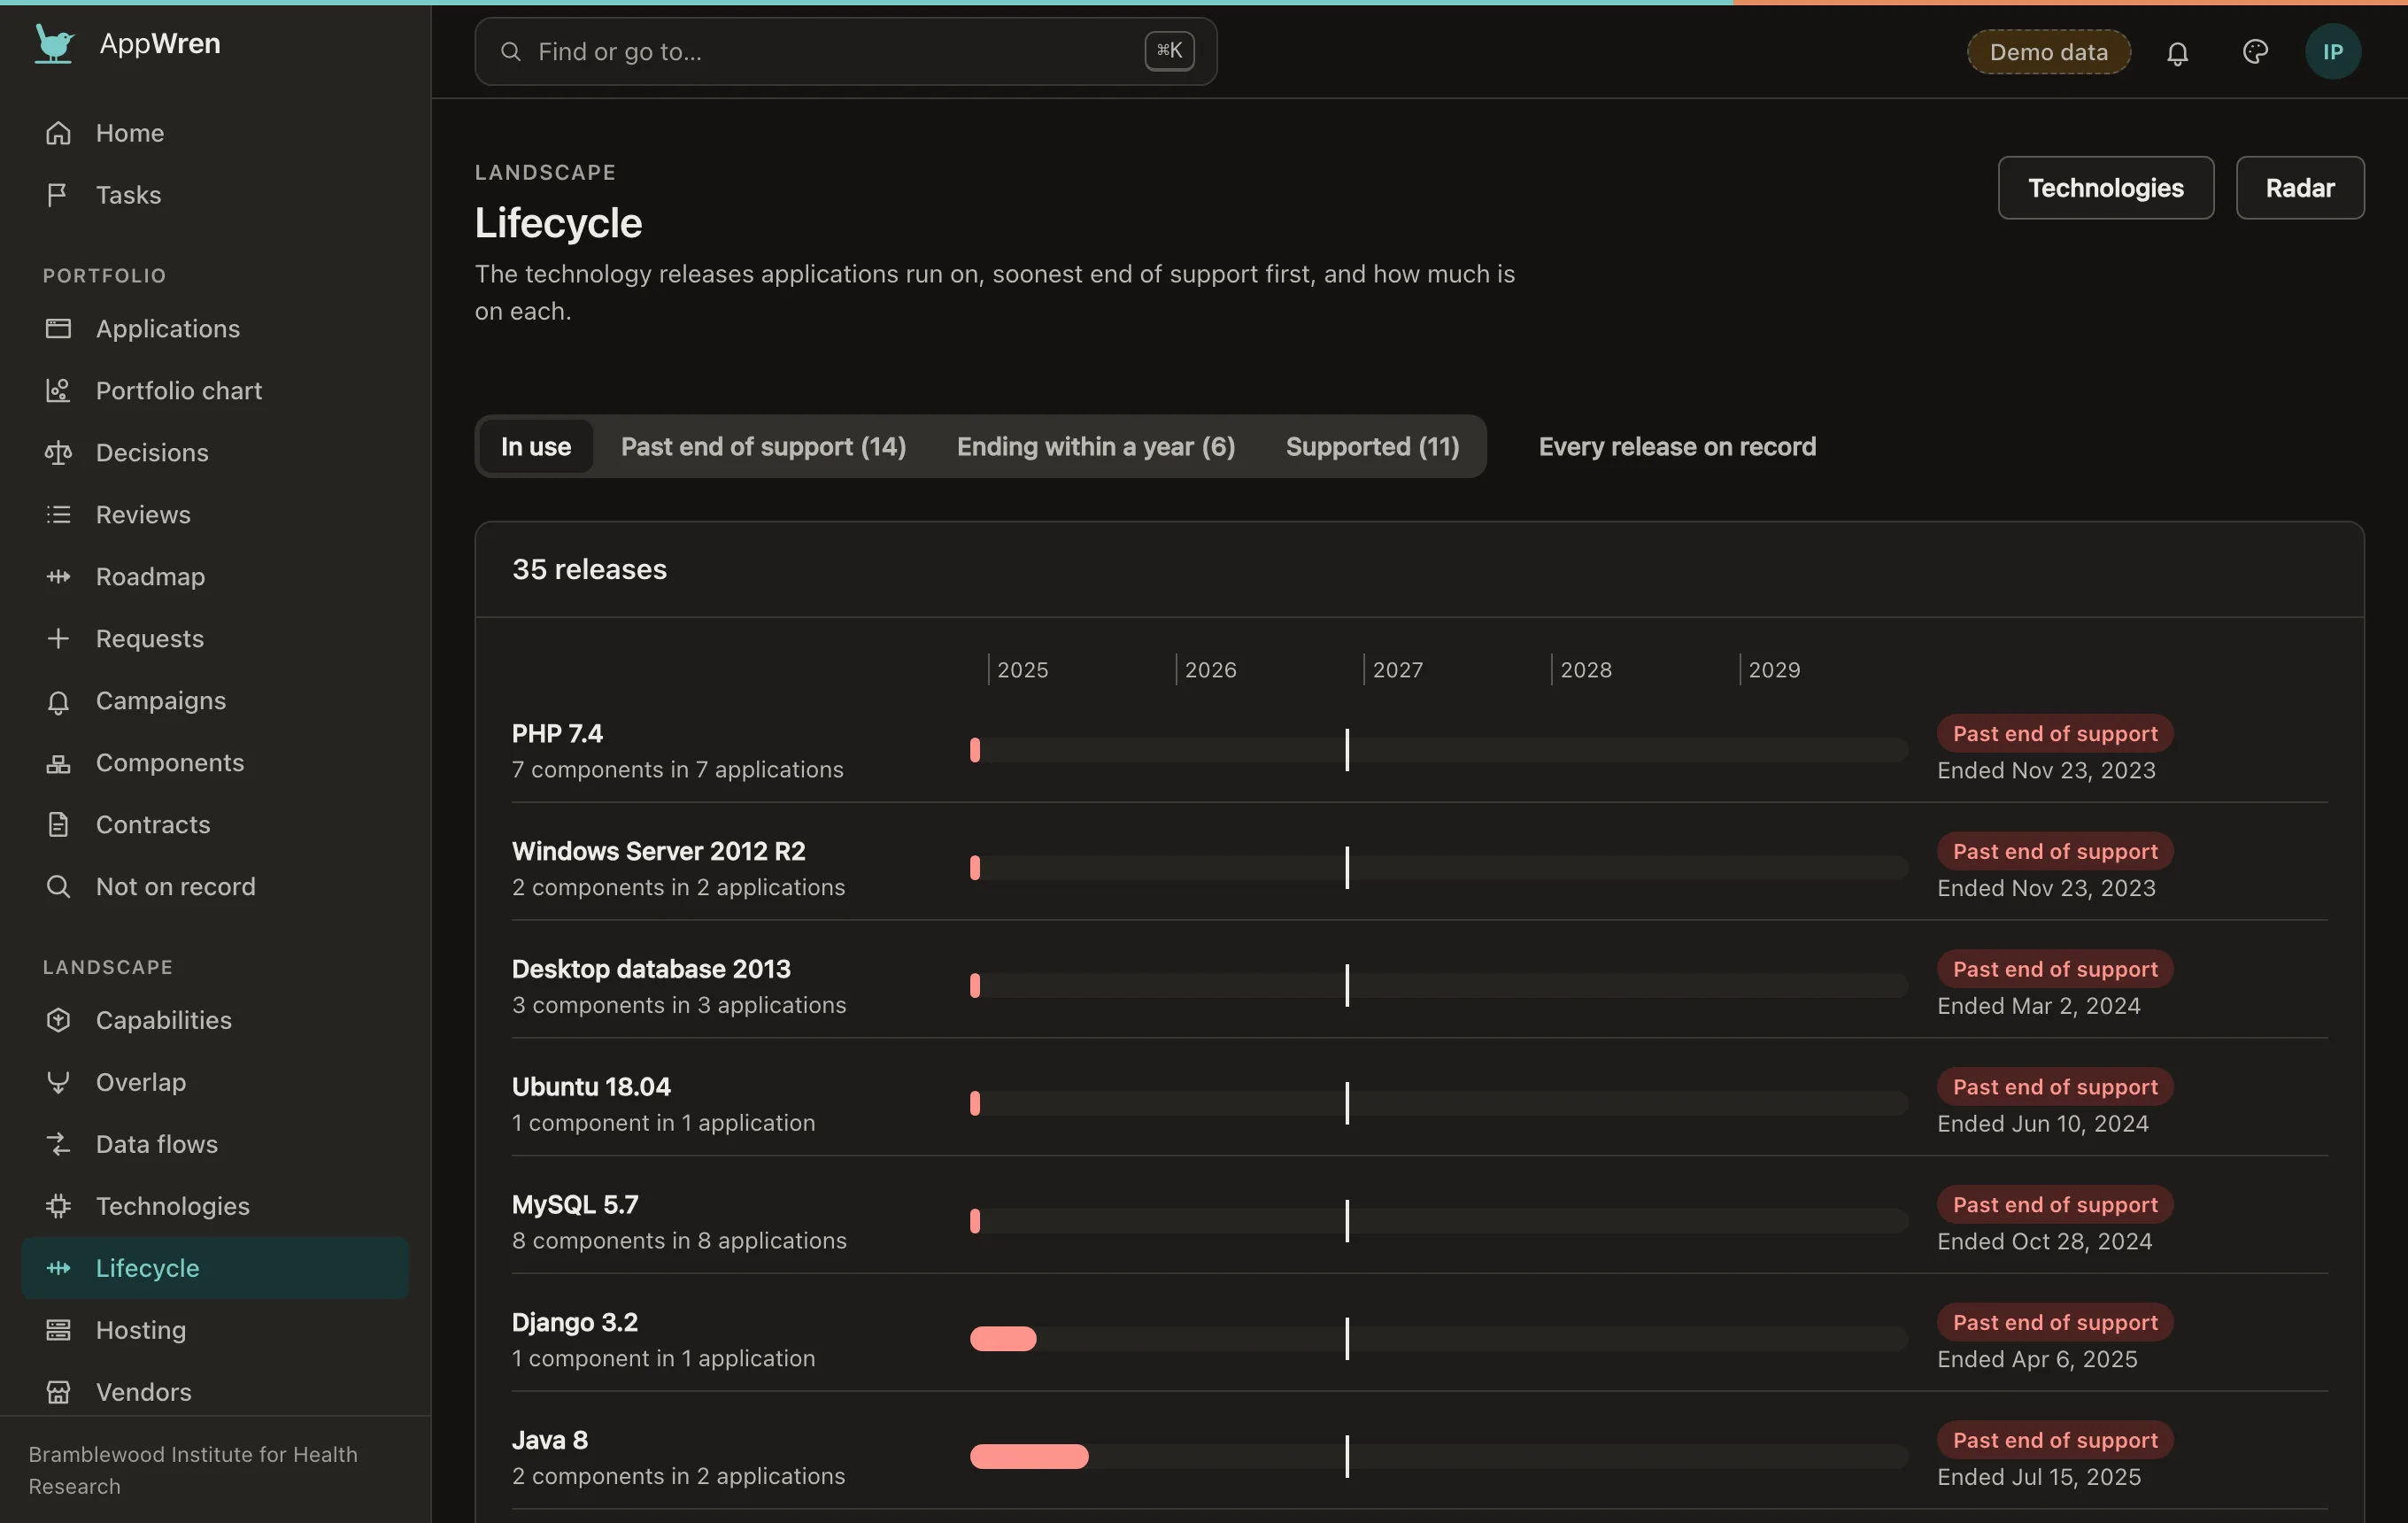 AppWren
Find or go to...
⌘K
Demo data
IP
Home
Tasks
PORTFOLIO
Applications
Portfolio chart
Decisions
Reviews
Roadmap
Requests
Campaigns
Components
Contracts
Not on record
LANDSCAPE
Capabilities
Overlap
Data flows
Technologies
Lifecycle
Hosting
Vendors
Bramblewood Institute for Health
Research
LANDSCAPE
Lifecycle
The technology releases applications run on, soonest end of support first, and how much is
on each.
Technologies
Radar
In use
Past end of support (14)
Ending within a year (6)
Supported (11)
Every release on record
35 releases
2025
2026
2027
2028
2029
PHP 7.4
7 components in 7 applications
Past end of support
Ended Nov 23, 2023
Windows Server 2012 R2
2 components in 2 applications
Past end of support
Ended Nov 23, 2023
Desktop database 2013
3 components in 3 applications
Past end of support
Ended Mar 2, 2024
Ubuntu 18.04
1 component in 1 application
Past end of support
Ended Jun 10, 2024
MySQL 5.7
8 components in 8 applications
Past end of support
Ended Oct 28, 2024
Django 3.2
1 component in 1 application
Past end of support
Ended Apr 6, 2025
Java 8
2 components in 2 applications
Past end of support
Ended Jul 15, 2025